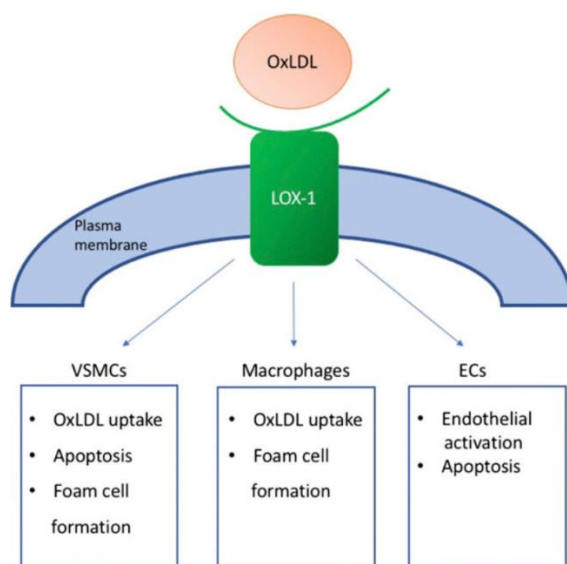 OxLDL
LOX-1
Plasma
membrane
VSMCs
• OxLDL uptake
• Apoptosis
• Foam cell
formation
Macrophages
• OxLDL uptake
• Foam cell
formation
ECs
• Endothelial
activation
• Apoptosis